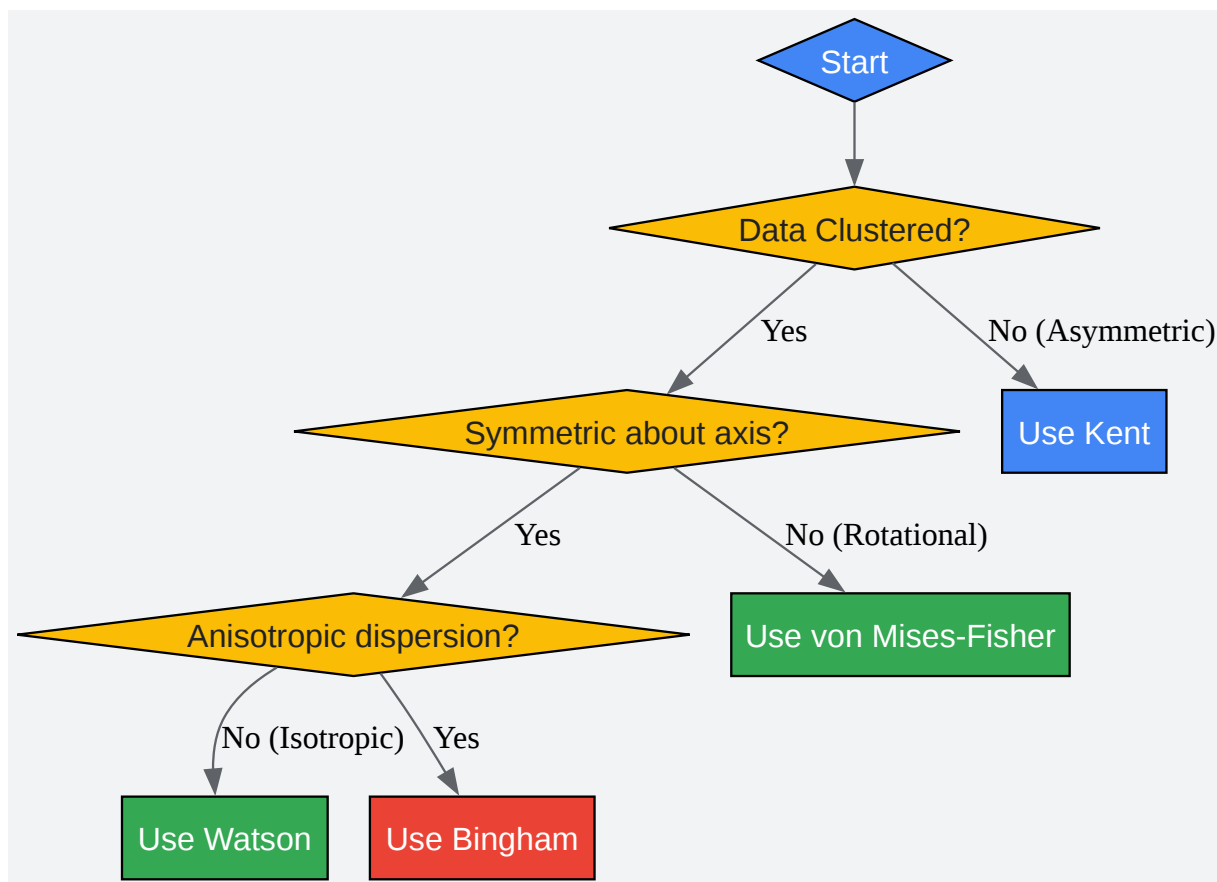 Start
Data Clustered?
Yes
No (Asymmetric)
Symmetric about axis?
Use Kent
Yes
No (Rotational)
Anisotropic dispersion?
Use von Mises-Fisher
No (Isotropic)
Yes
Use Watson
Use Bingham